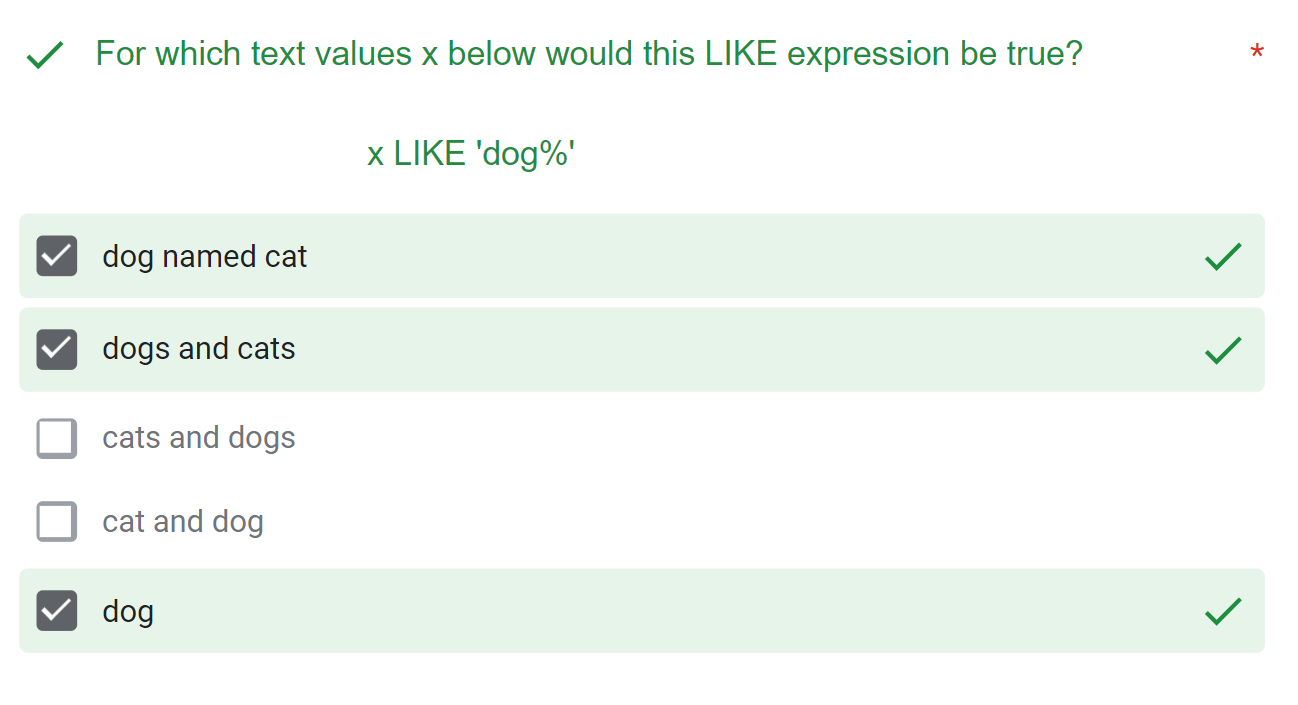 For which text values x below would this LIKE expression be true? *
x LIKE 'dog%'
dog named cat
dogs and cats
cats and dogs
cat and dog
dog